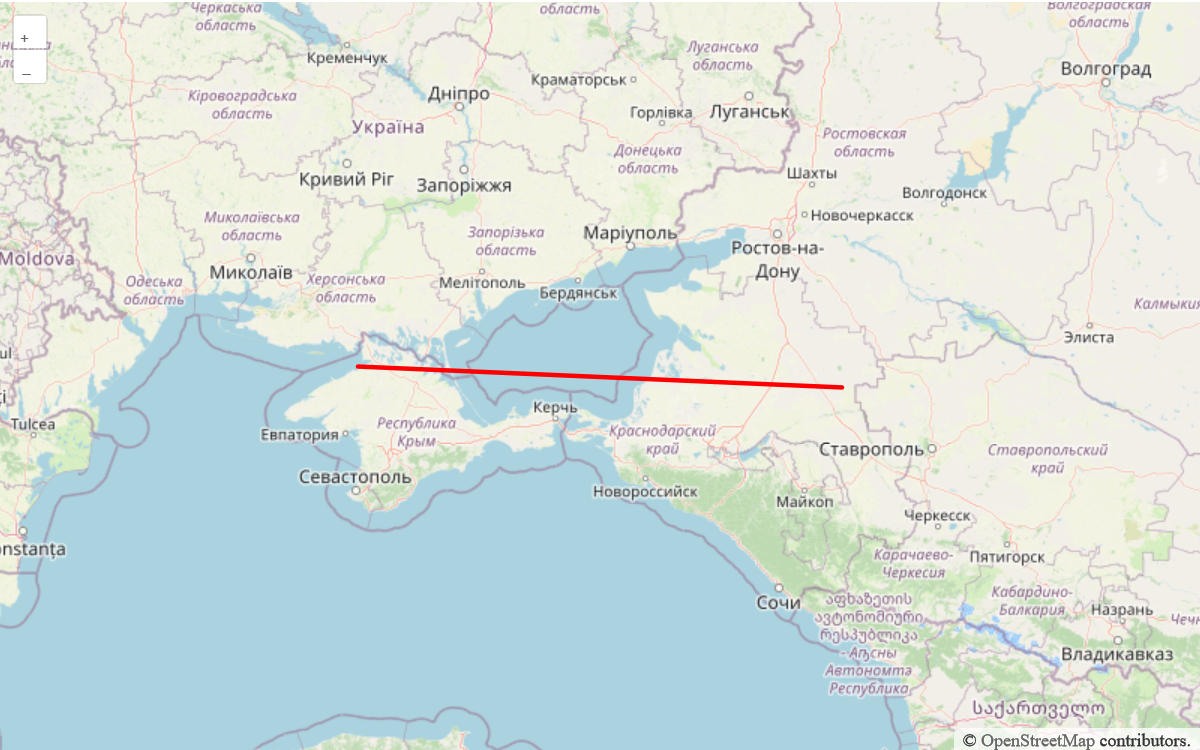 Черкаська
область
область
Волгоградская
область
+
–
Кременчук
Луганська
область
Волгоград
Краматорськ
Дніпро
Кіровоградська
область
Горлівка
Луганськ
Україна
Ростовская
область
Донецька
область
Шахты
Кривий Ріг
Запоріжжя
Волгодонск
Новочеркасск
Миколаївська
область
Запорізька
область
Маріуполь
Ростов-на-
Дону
Moldova
Миколаїв
Одеська
область
Херсонська
область
Мелітополь
Бердянськ
Калмыкия
Элиста
Tulcea
Керчь
Республика
Крым
Евпатория
Краснодарский
край
Ставрополь
Ставропольский
край
Севастополь
Новороссийск
Майкоп
Черкесск
Constanța
Пятигорск
Карачаево-
Черкесия
Кабардино-
Балкария
Назрань
Сочи
აფხაზეთის
ავტონომიური
რესპუბლიკა
- Аҧсны
Автономта
Республика
Владикавказ
საქართველო
© OpenStreetMap contributors.